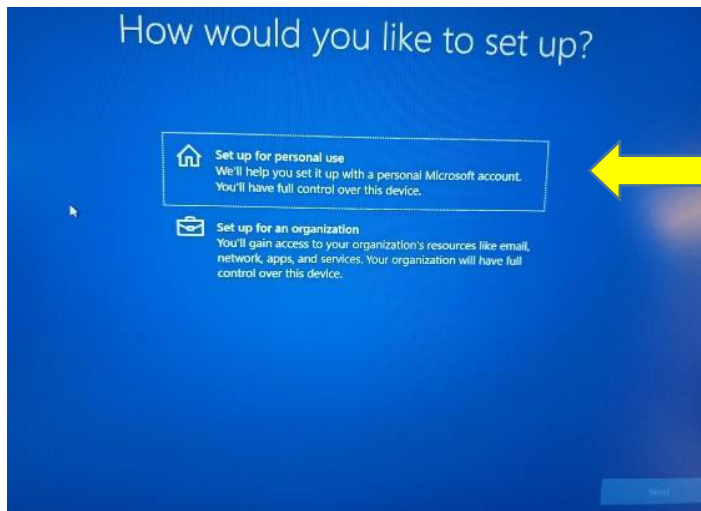 How would you like to set up?
Set up for personal use
We'll help you set it up with a personal Microsoft account.
You'll have full control over this device.
Set up for an organization
You'll gain access to your organization's resources like email,
network, apps, and services. Your organization will have full
control over this device.
Next